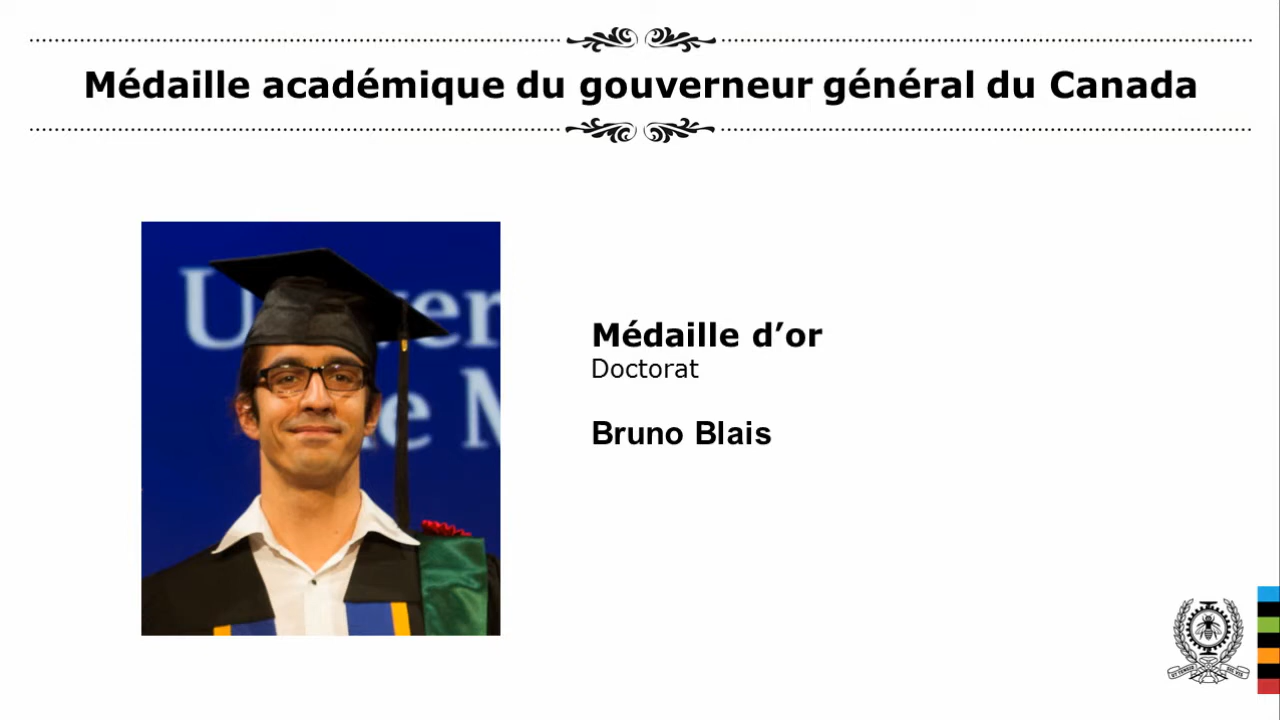 Médaille académique du gouverneur général du Canada
Médaille d’or
Doctorat
Bruno Blais